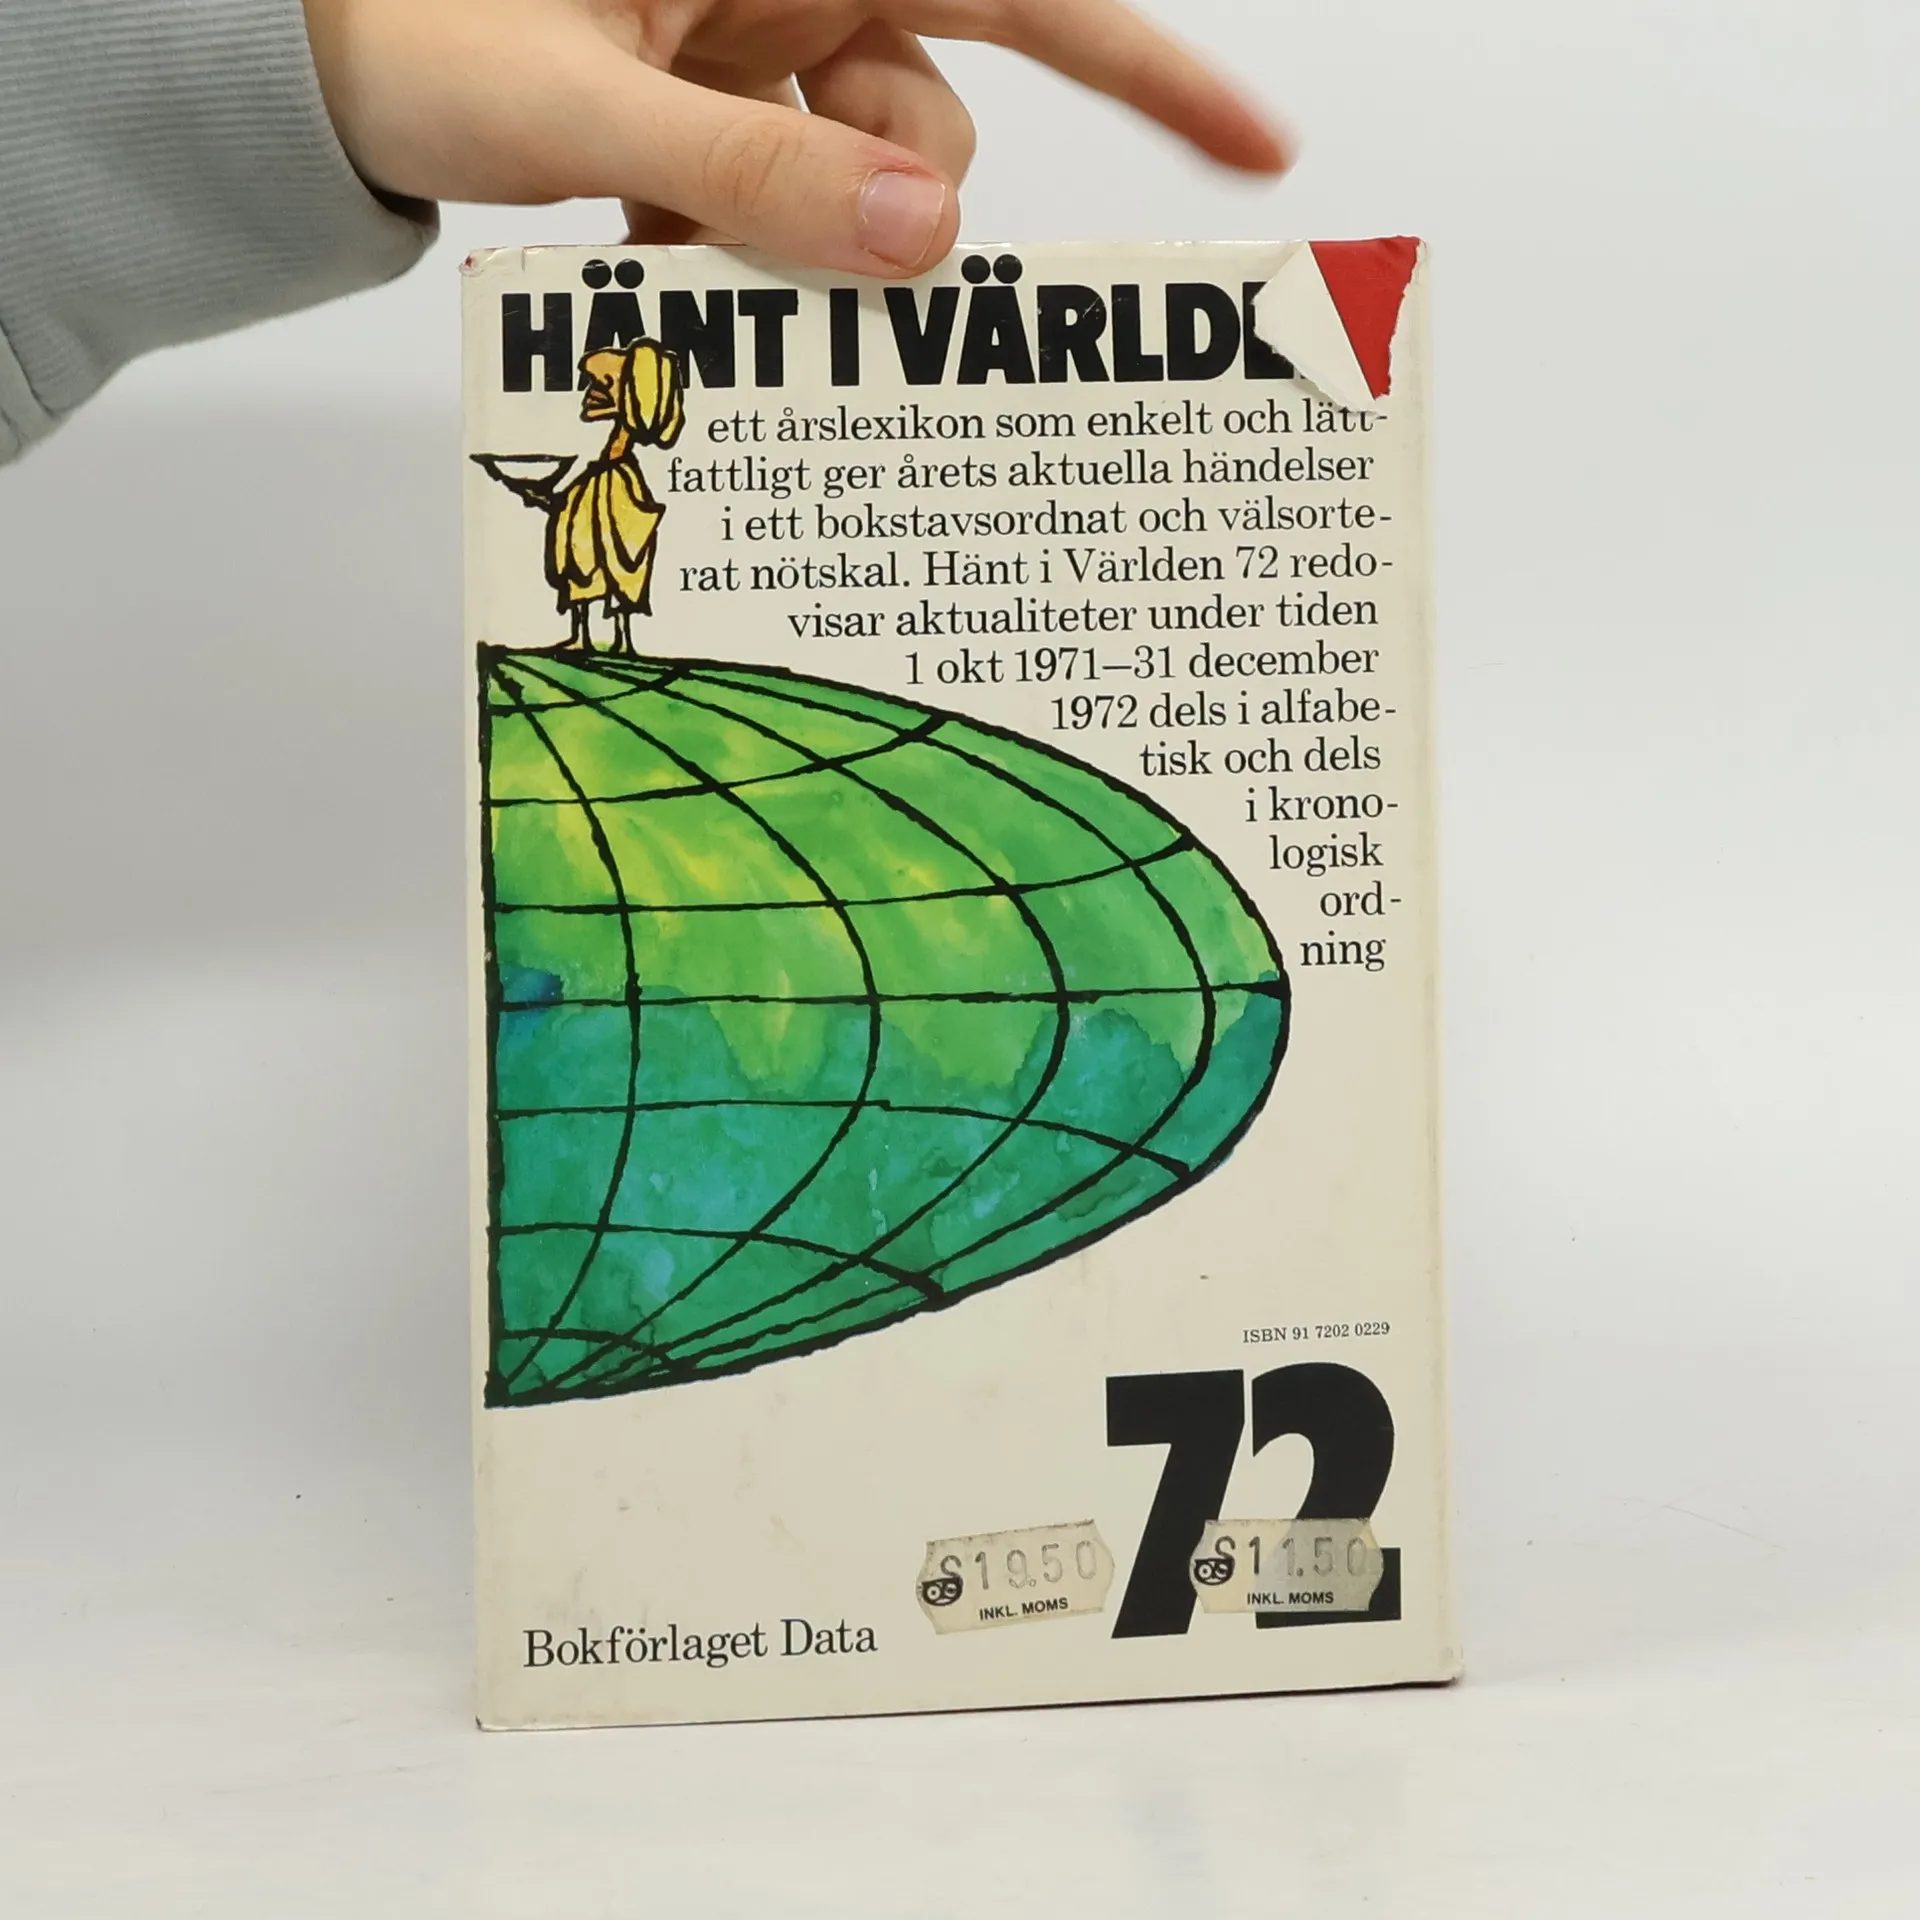 HÄNT I VÄRLDE
ett årslexikon som enkelt och lätt-
fattligt ger årets aktuella händelser
i ett bokstavsordnat och välsorte-
rat nötskal. Hänt i Världen 72 redo-
visar aktualiteter under tiden
1 okt 1971–31 december
1972 dels i alfabe-
tisk och dels
i krono-
logisk
ord-
ning
ISBN 91 7202 0229
72
S19.50
INKL. MOMS
S11.50
INKL. MOMS
Bokförlaget Data